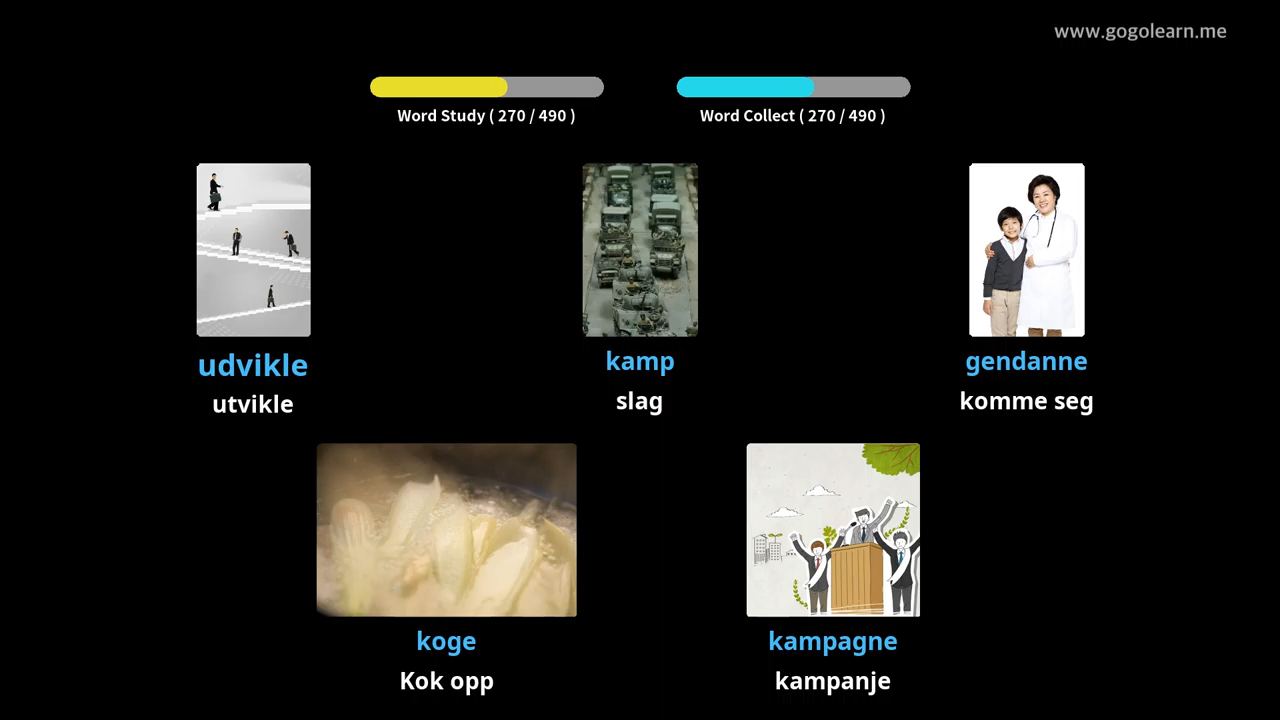 www.gogolearn.me
Word Study ( 270 / 490 )
Word Collect ( 270 / 490 )
udvikle
utvikle
kamp
slag
gendanne
komme seg
koge
Kok opp
kampagne
kampanje